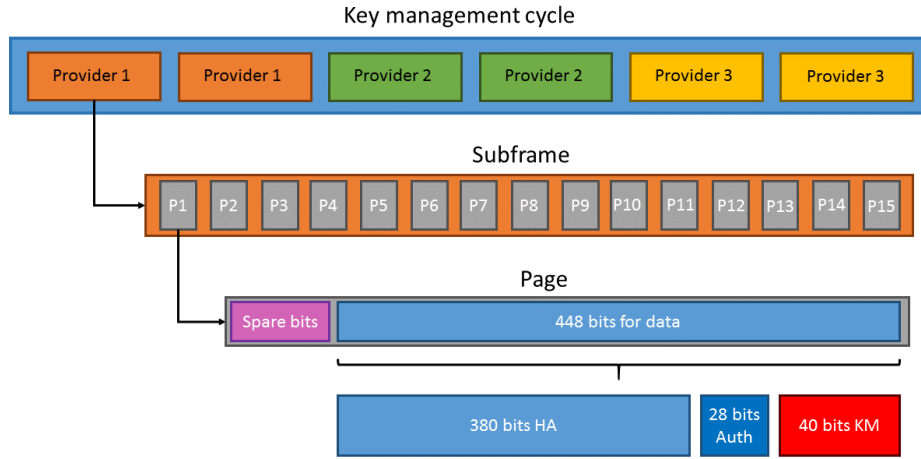 Key management cycle
Provider 1
Provider 1
Provider 2
Provider 2
Provider 3
Provider 3
Subframe
P1
P2
P3
P4
P5
P6
P7
P8
P9
P10
P11
P12
P13
P14
P15
Page
Spare bits
448 bits for data
380 bits HA
28 bits
Auth
40 bits KM